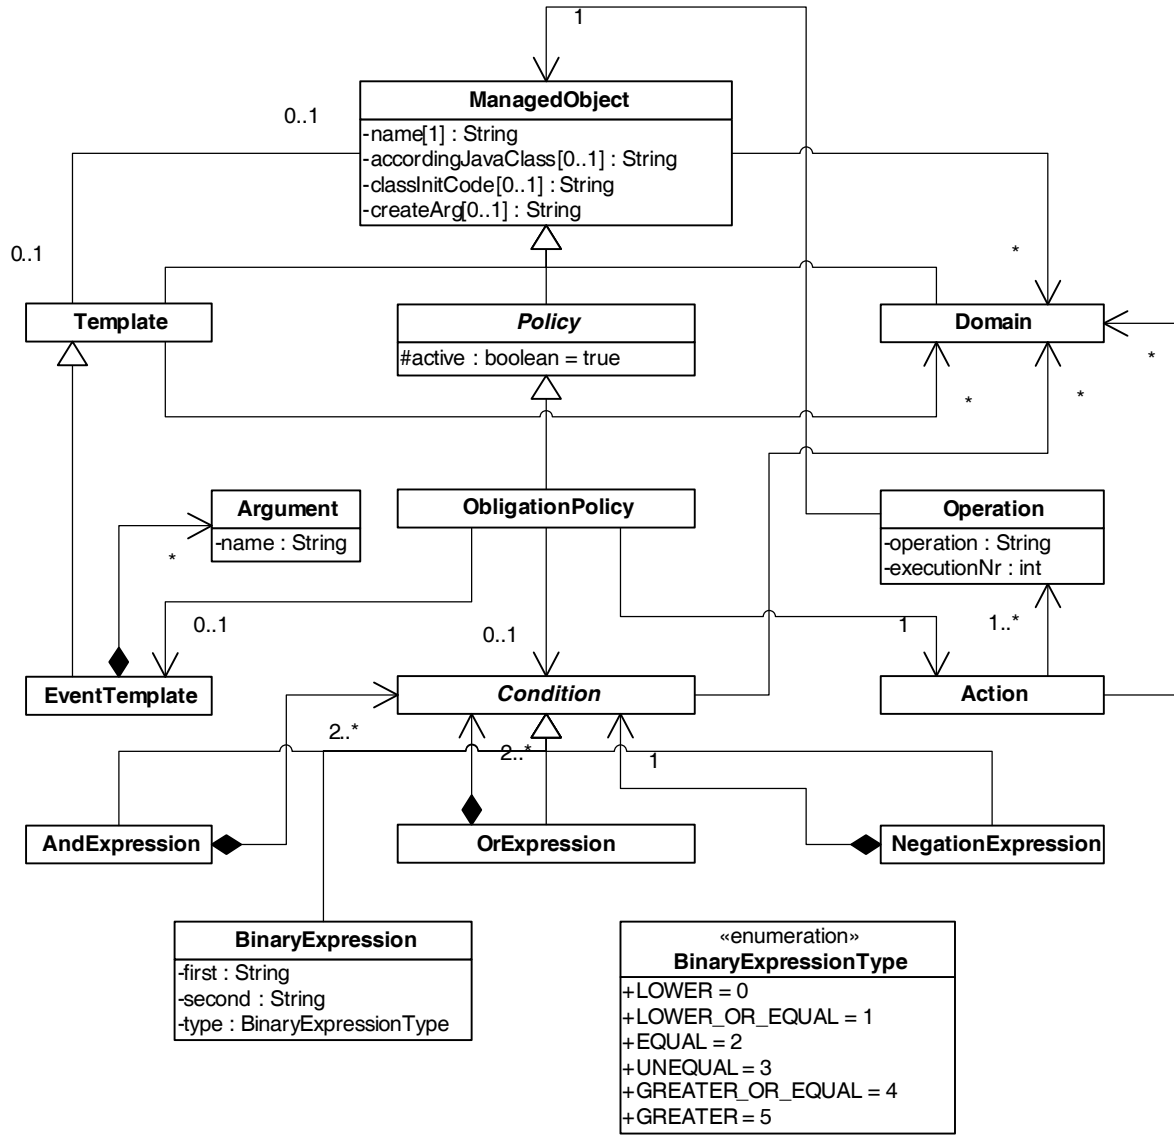 1
ManagedObject
-name[1] : String
-accordingJavaClass[0..1] : String
-classInitCode[0..1] : String
-createArg[0..1] : String
0..1
0..1
*
Template
Policy
#active : boolean = true
Domain
*
*
*
Argument
-name : String
*
ObligationPolicy
Operation
-operation : String
-executionNr : int
0..1
0..1
1
1..*
EventTemplate
Condition
Action
2..*
2..*
1
AndExpression
OrExpression
NegationExpression
BinaryExpression
-first : String
-second : String
-type : BinaryExpressionType
«enumeration»
BinaryExpressionType
+LOWER = 0
+LOWER_OR_EQUAL = 1
+EQUAL = 2
+UNEQUAL = 3
+GREATER_OR_EQUAL = 4
+GREATER = 5